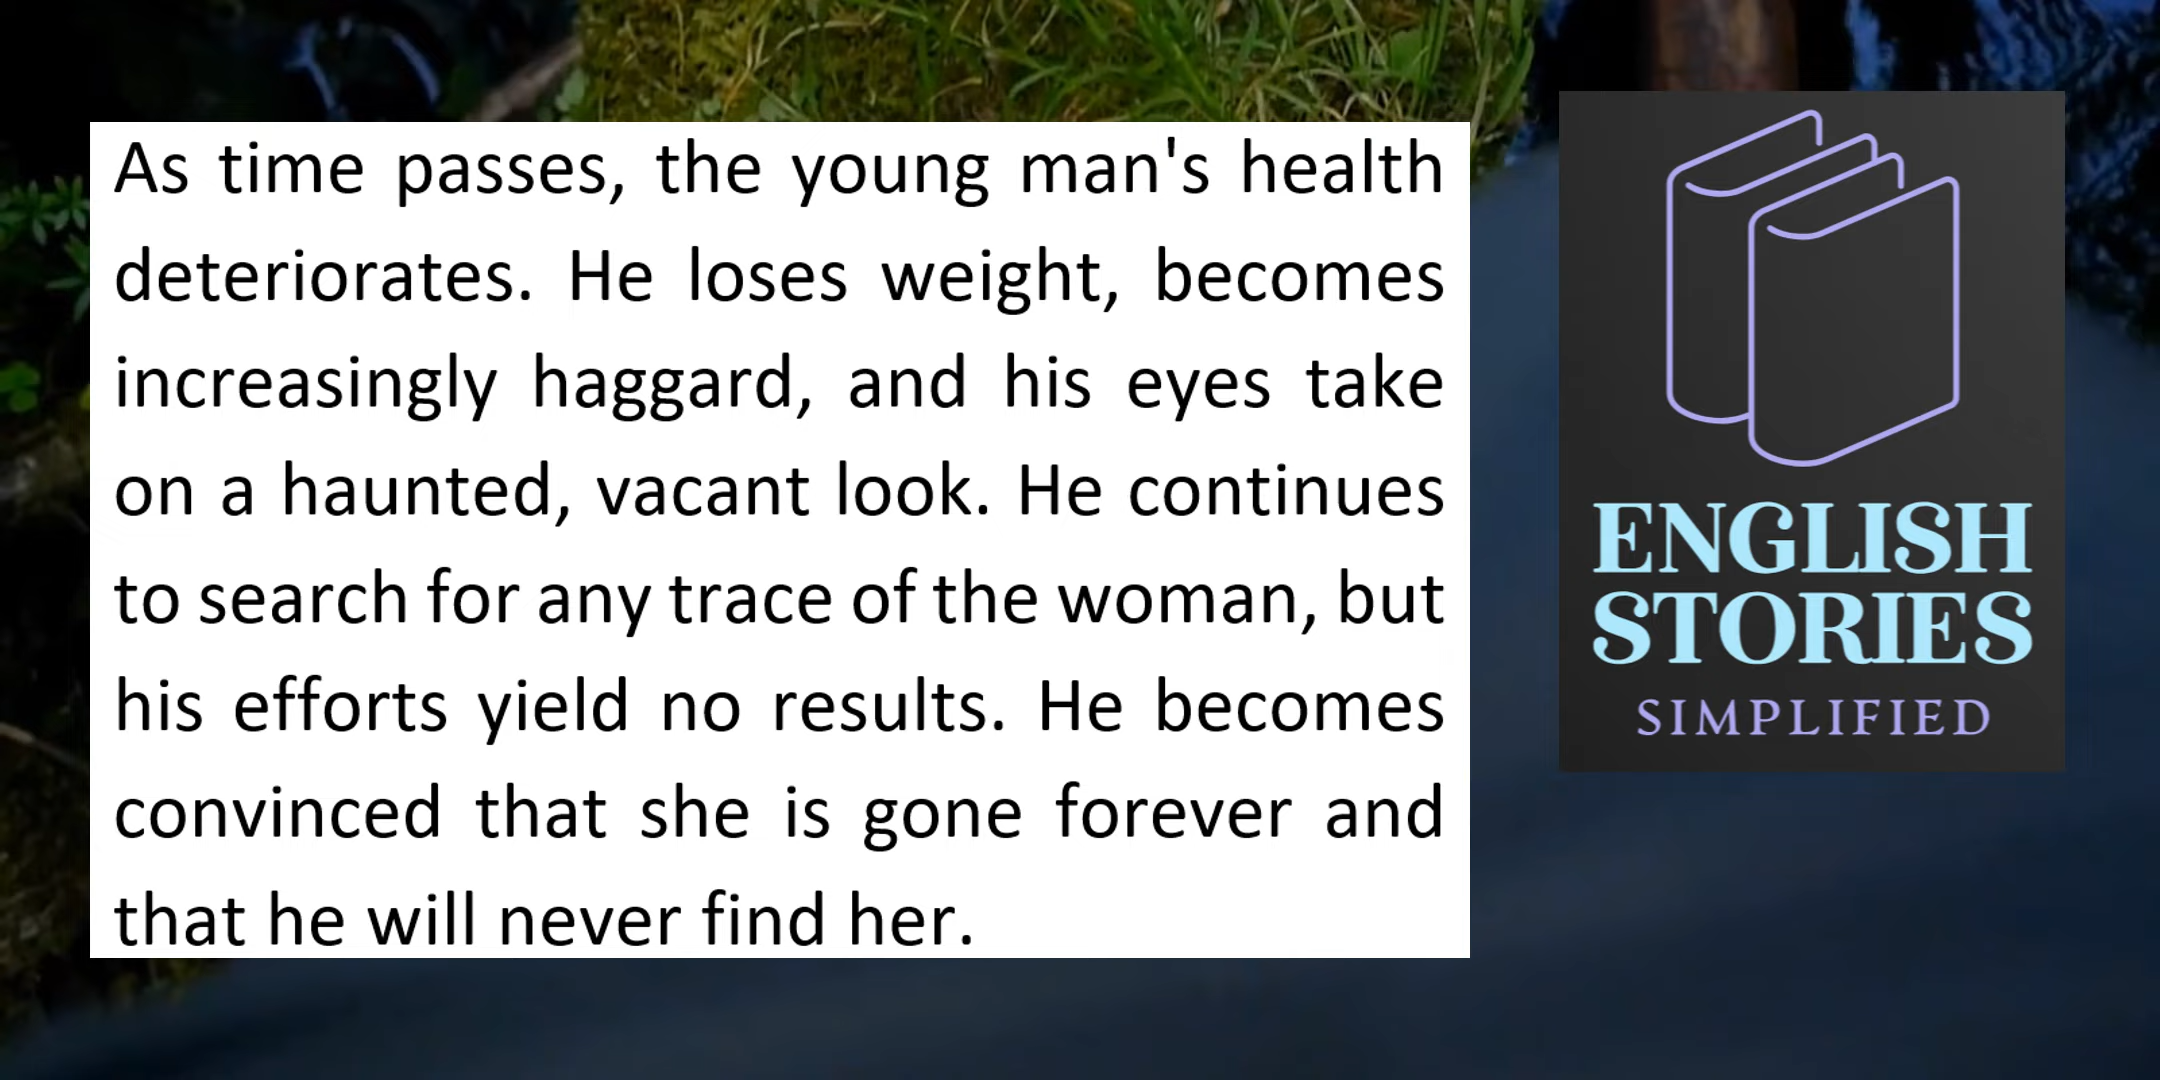 As time passes, the young man's health
deteriorates. He loses weight, becomes
increasingly haggard, and his eyes take
on a haunted, vacant look. He continues
to search for any trace of the woman, but
his efforts yield no results. He becomes
convinced that she is gone forever and
that he will never find her.
ENGLISH
STORIES
SIMPLIFIED